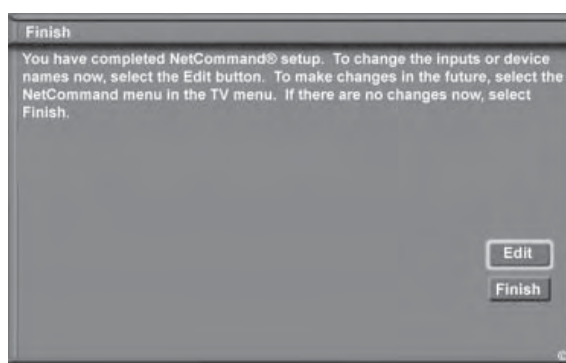 Finish
You have completed NetCommand® setup. To change the inputs or device
names now, select the Edit button. To make changes in the future, select the
NetCommand menu in the TV menu. If there are no changes now, select
Finish.
Edit
Finish
©